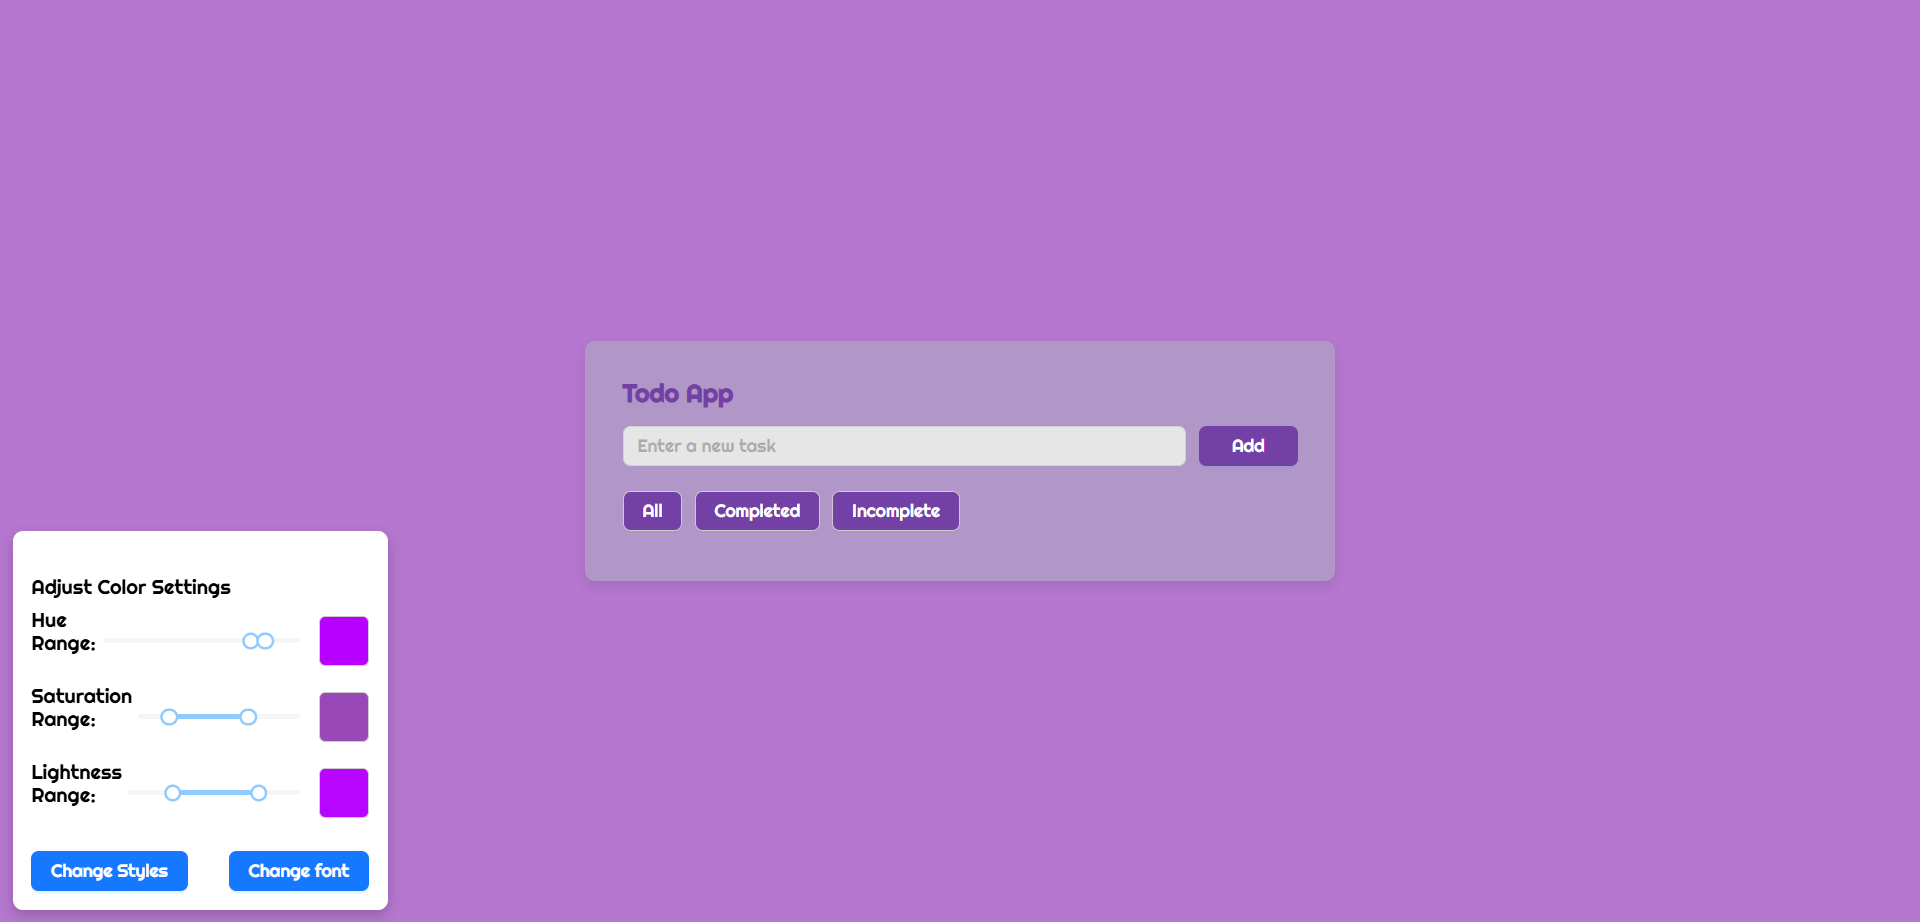 Todo App
Enter a new task
Add
All
Completed
Incomplete
Adjust Color Settings
Hue
Range:
Saturation
Range:
Lightness
Range:
Change Styles
Change font